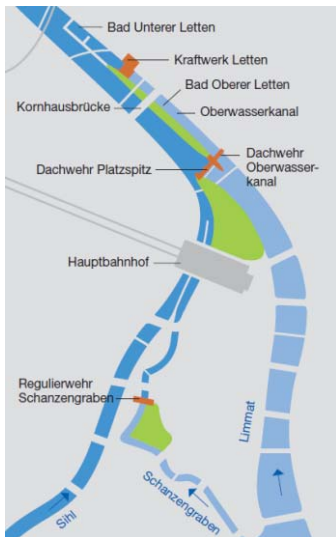 Bad Unterer Letten
Kraftwerk Letten
Bad Oberer Letten
Kornhausbrücke
Oberwasserkanal
Dachwehr
Oberwasser-
kanal
Dachwehr Platzspitz
Hauptbahnhof
Regulierwehr
Schanzengraben
Limmat
Schanzengraben
Sihl